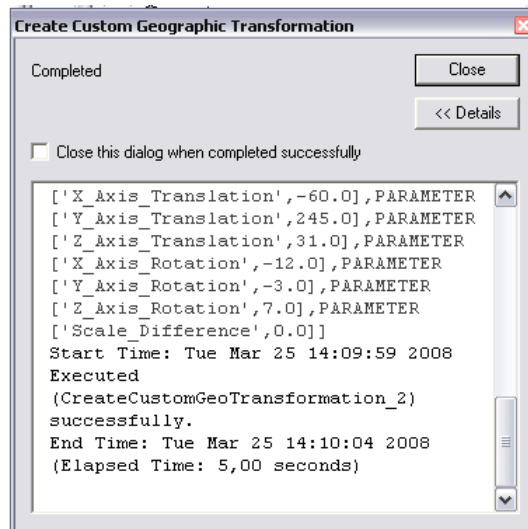 Create Custom Geographic Transformation
Completed
Close
<< Details
Close this dialog when completed successfully
['X_Axis_Translation',-60.0],PARAMETER
['Y_Axis_Translation',245.0],PARAMETER
['Z_Axis_Translation',31.0],PARAMETER
['X_Axis_Rotation',-12.0],PARAMETER
['Y_Axis_Rotation',-3.0],PARAMETER
['Z_Axis_Rotation',7.0],PARAMETER
['Scale_Difference',0.0]]
Start Time: Tue Mar 25 14:09:59 2008
Executed
(CreateCustomGeoTransformation_2)
successfully.
End Time: Tue Mar 25 14:10:04 2008
(Elapsed Time: 5,00 seconds)